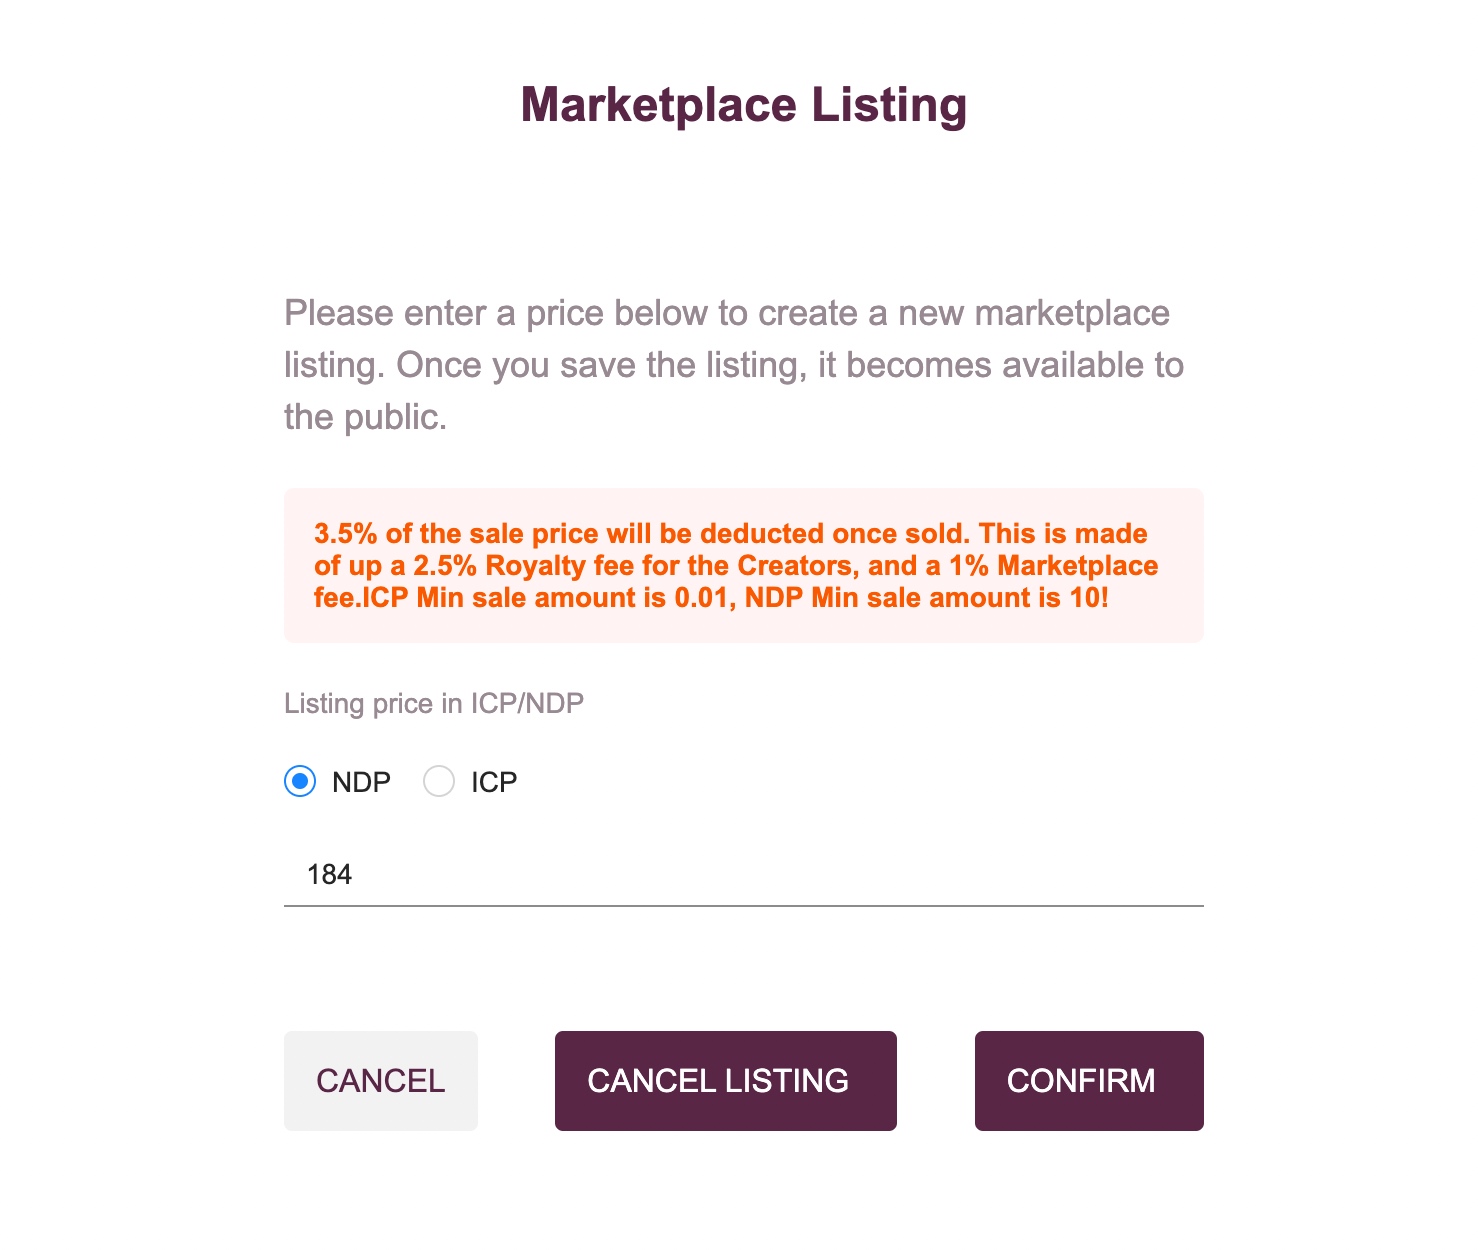 Marketplace Listing
Please enter a price below to create a new marketplace
listing. Once you save the listing, it becomes available to
the public.
3.5% of the sale price will be deducted once sold. This is made
of up a 2.5% Royalty fee for the Creators, and a 1% Marketplace
fee.ICP Min sale amount is 0.01, NDP Min sale amount is 10!
Listing price in ICP/NDP
NDP ICP
184
CANCEL CANCEL LISTING CONFIRM